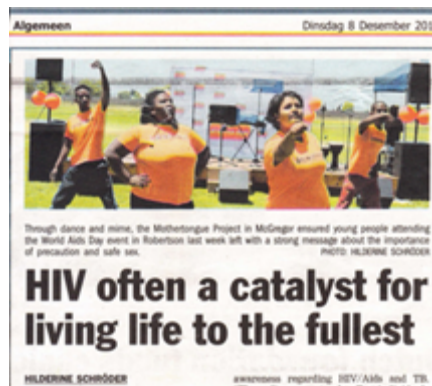 Algemeen
Dinsdag 8 Desember 201
Through dance and mime, the Mothertongue Project in McGregor ensured young people attending
the World Aids Day event in Robertson last week left with a strong message about the importance
of precaution and safe sex.
PHOTO: HILDERINE SCHRÖDER
HIV often a catalyst for
living life to the fullest
HILDERINE SCHRÖDER
awareness regarding HIV/Aids and TB.